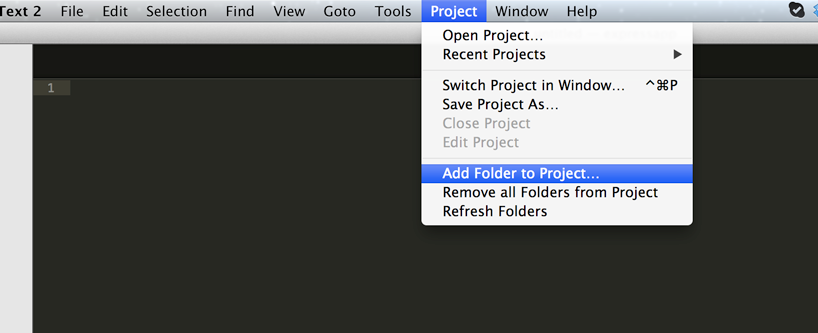 Text 2 File Edit Selection Find View Goto Tools Project Window Help
Open Project...
Recent Projects ▶
Switch Project in Window... ^⌘P
Save Project As...
Close Project
Edit Project
Add Folder to Project...
Remove all Folders from Project
Refresh Folders
1